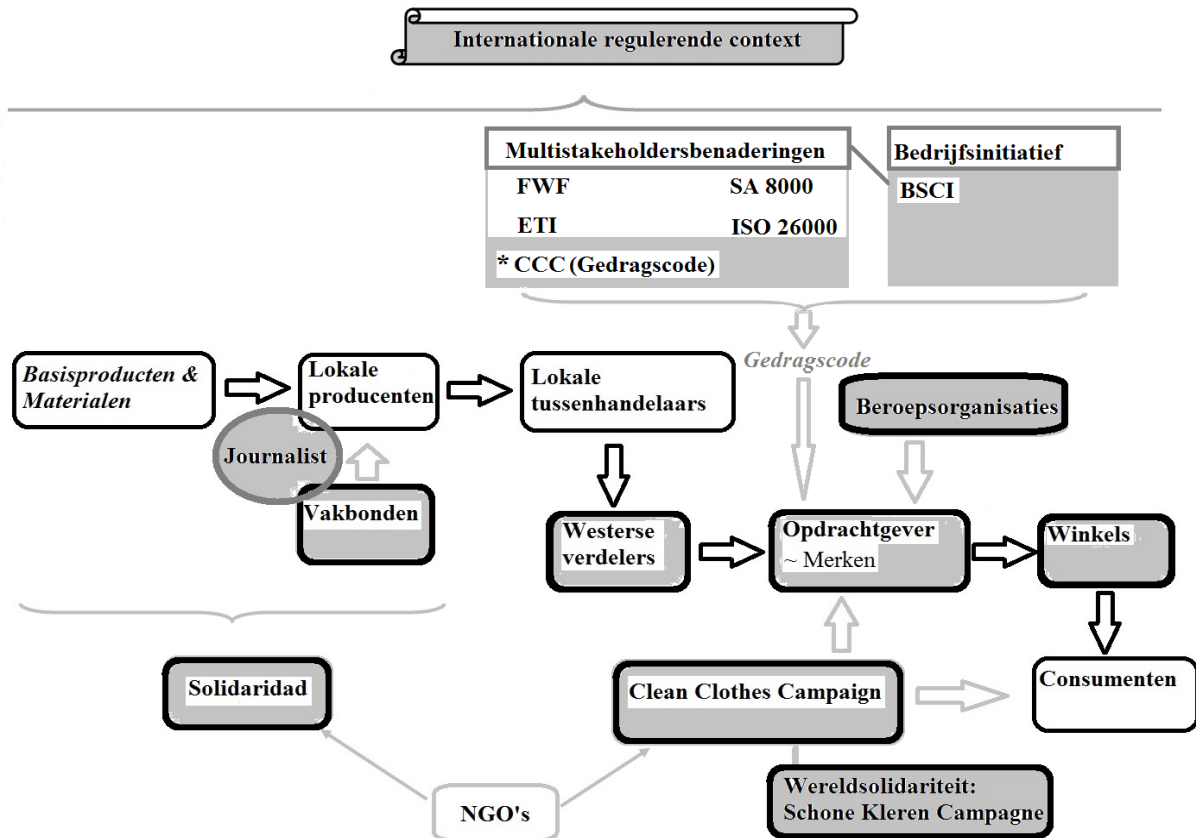 Internationale regulerende context
Multistakeholdersbenaderingen
FWF SA 8000
ETI ISO 26000
* CCC (Gedragscode)
Bedrijfsinitiatief
BSCI
Gedragscode
Basisproducten &
Materialen
Lokale
producenten
Lokale
tussenhandelaars
Beroepsorganisaties
Journalist
Vakbonden
Westerse
verdelers
Opdrachtgever
~ Merken
Winkels
Solidaridad
Clean Clothes Campaign
Consumenten
NGO's
Wereldsolidariteit:
Schone Kleren Campagne